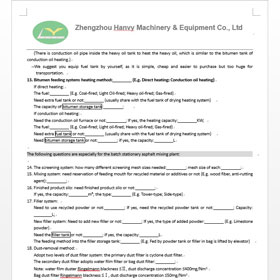 Zhengzhou Hanvy Machinery & Equipment Co., Ltd
[There is conduction oil pipe inside the heavy oil tank to heat the heavy oil, which is similar to the bitumen tank of
conduction oil heating.]
--We suggest you equip fuel tank by yourself, as it is simple, cheap and easier to purchase but too huge for
transportation.
15. Bitumen feeding systems heating method:________ (E.g. Direct heating; Conduction oil heating)
If direct heating:
The fuel:________ [E.g. Coal-fired; Light Oil-fired; Heavy oil-fired; Gas-fired]
Need extra fuel tank or not:________ (usually share with the fuel tank of drying heating system)
The capacity of bitumen storage tank:________
If conduction oil heating:
Need the conduction oil furnace or not:________ If yes, the heating capacity:________KW;
The fuel:________ (E.g. Coal-fired; Light Oil-fired; Heavy oil-fired; Gas-fired).
Need extra fuel tank or not:________ (usually share with the fuel tank of drying heating system)
Need bitumen storage tank or not:________ if yes, the capacity:________L.
The following questions are especially for the batch stationary asphalt mixing plant:
14. The screening system: how many different screening mesh sizes needed:________; mesh size of each:________
15. Mixing system: need reservation of feeding mouth for recycled material or additives or not (E.g. wood fiber, anti-rutting
agent):________.
16. Finished product silo: need finished product silo or not:________
If yes, the capacity:________m³; the type:________ (E.g. Tower-type; Side-type).
17. Filler system:
Need to use recycled powder or not:________, If yes, need the recycled powder tank or not:________; Capacity:
________L.
New filler system: Need to add new filler or not:________, If yes, the type of added powder:________ (E.g. Limestone
powder).
Need the filler tank or not:________, If yes, the capacity:________L;
The feeding method into the filler storage tank:________ (E.g. Fed by powder tank or filler in bag is lifted by elevator)
18. Dust-removal method:________
Adopt two levels of dust filter system: the primary dust filter is cyclone dust filter.
The secondary dust filter adopts water film filter or bag dust filter:________
Note: water film duster Ringelmann blackness≤Ⅱ, dust discharge concentration ≤400mg/Nm³.
Bag dust filter Ringelmann blackness≤Ⅰ, dust discharge concentration ≤50mg/Nm³.